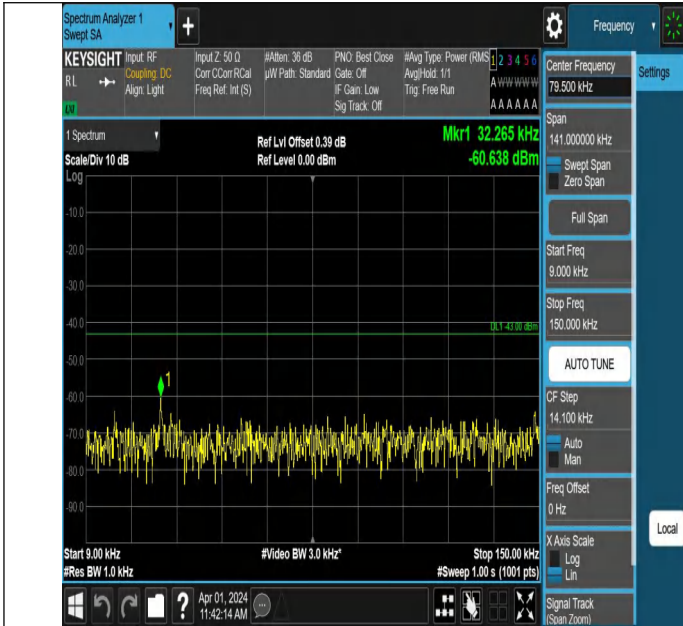 Spectrum Analyzer 1
Swept SA
+
Frequency
Settings
KEYSIGHT
RL
Input: RF
Coupling: DC
Align: Light
Input Z: 50 Ω
Corr CCorr RCal
Freq Ref: Int (S)
#Atten: 36 dB
µW Path: Standard
PNO: Best Close
Gate: Off
IF Gain: Low
Sig Track: Off
#Avg Type: Power (RMS
Avg|Hold: 1/1
Trig: Free Run
1 2 3 4 5 6
A W W W W W
A A A A A A
1 Spectrum
Scale/Div 10 dB
Log
Ref Lvl Offset 0.39 dB
Ref Level 0.00 dBm
Mkr1 32.265 kHz
-60.638 dBm
-10.0
-20.0
-30.0
-40.0
DL1 -43.00 dBm
-50.0
1
-60.0
-70.0
-80.0
-90.0
Start 9.00 kHz
#Res BW 1.0 kHz
#Video BW 3.0 kHz*
Stop 150.00 kHz
#Sweep 1.00 s (1001 pts)
Center Frequency
79.500 kHz
Span
141.000000 kHz
Swept Span
Zero Span
Full Span
Start Freq
9.000 kHz
Stop Freq
150.000 kHz
AUTO TUNE
CF Step
14.100 kHz
Auto
Man
Freq Offset
0 Hz
X Axis Scale
Log
Lin
Signal Track
(Span Zoom)
Local
?
Apr 01, 2024
11:42:14 AM